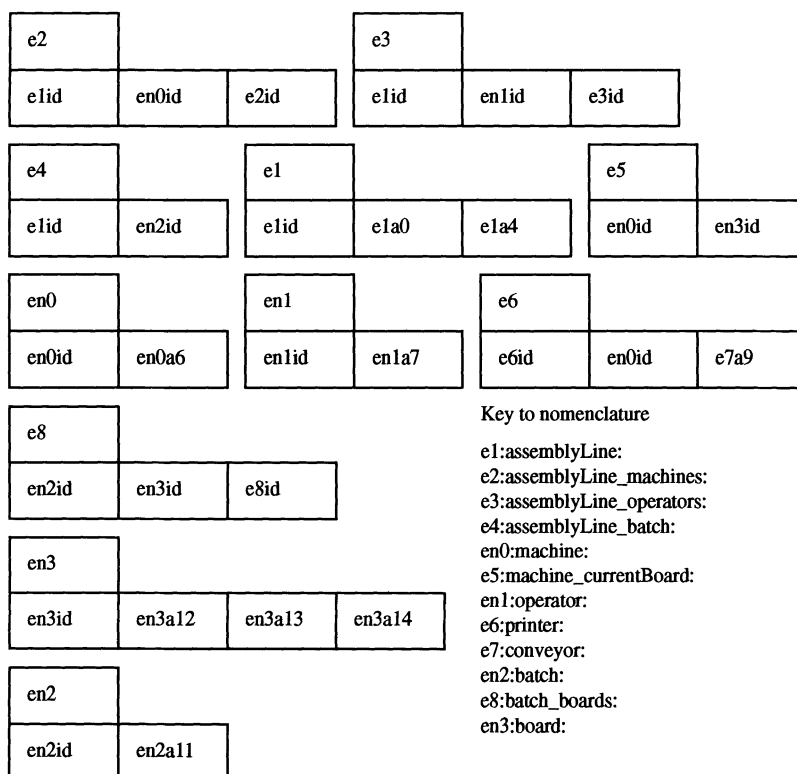 e2
e1id en0id e2id
e3
e1id en1id e3id
e4
e1id en2id
e1
e1id e1a0 e1a4
e5
en0id en3id
en0
en0id en0a6
en1
en1id en1a7
e6
e6id en0id e7a9
e8
en2id en3id e8id
en3
en3id en3a12 en3a13 en3a14
en2
en2id en2a11
Key to nomenclature
e1:assemblyLine:
e2:assemblyLine_machines:
e3:assemblyLine_operators:
e4:assemblyLine_batch:
en0:machine:
e5:machine_currentBoard:
en1:operator:
e6:printer:
e7:conveyor:
en2:batch:
e8:batch_boards:
en3:board: